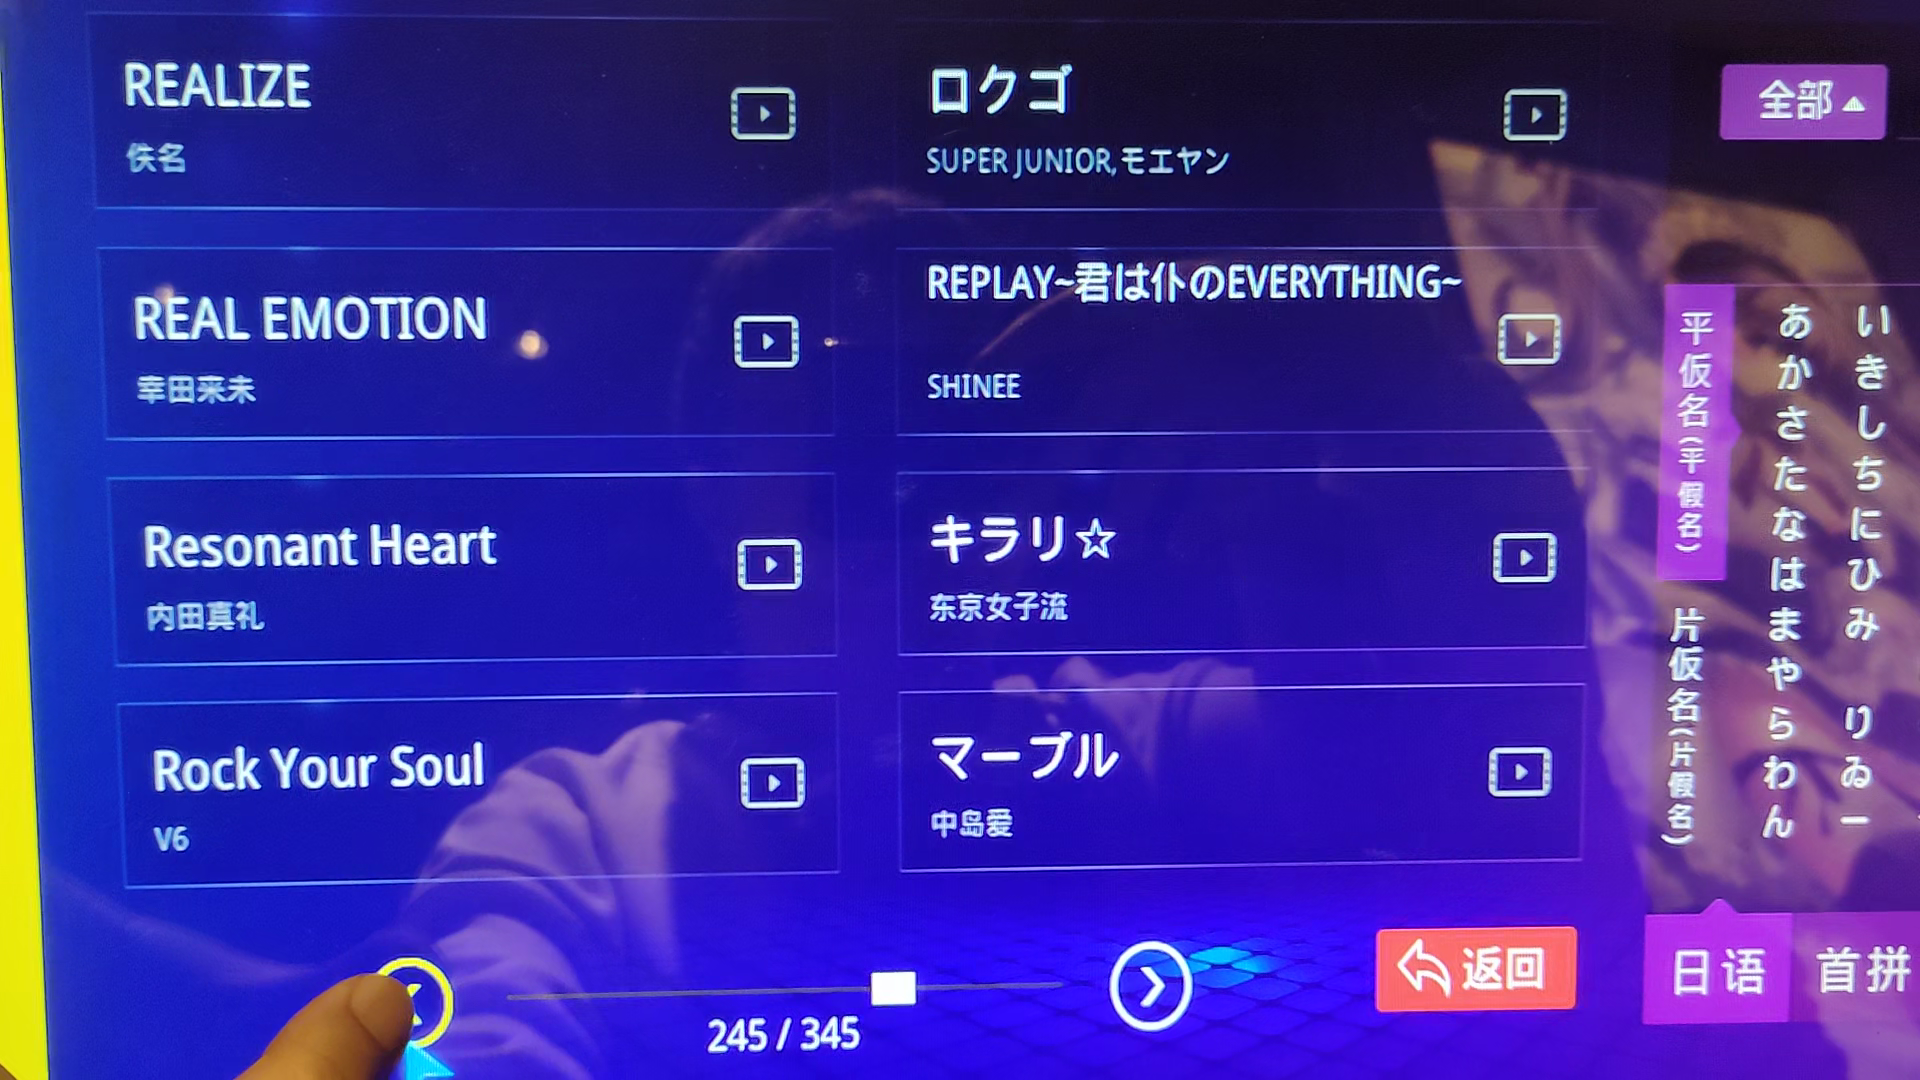 REALIZE
佚名
ロクゴ
SUPER JUNIOR,モエヤン
REAL EMOTION
幸田来未
REPLAY~君は仆のEVERYTHING~
SHINEE
Resonant Heart
内田真礼
キラリ☆
东京女子流
Rock Your Soul
V6
マーブル
中岛爱
245 / 345
返回
全部
平仮名(平假名)
片仮名(片假名)
あかさたなはまやらわん
いきしちにひみ りゐー
日语
首拼